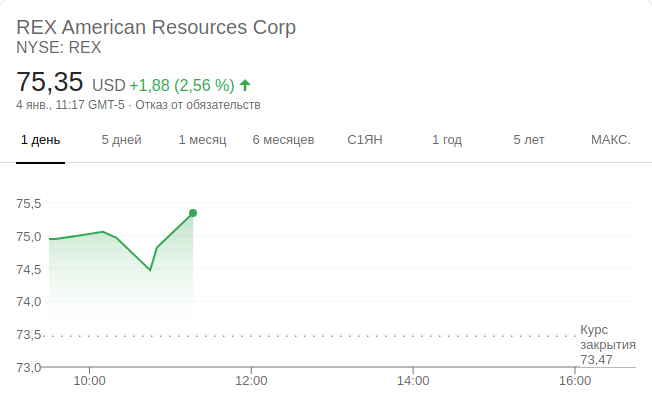 REX American Resources Corp
NYSE: REX
75,35 USD +1,88 (2,56 %)
4 янв., 11:17 GMT-5 · Отказ от обязательств
1 день 5 дней 1 месяц 6 месяцев С1ЯН 1 год 5 лет МАКС.
75,5
75,0
74,5
74,0
73,5
73,0
Курс
закрытия
73,47
10:00 12:00 14:00 16:00